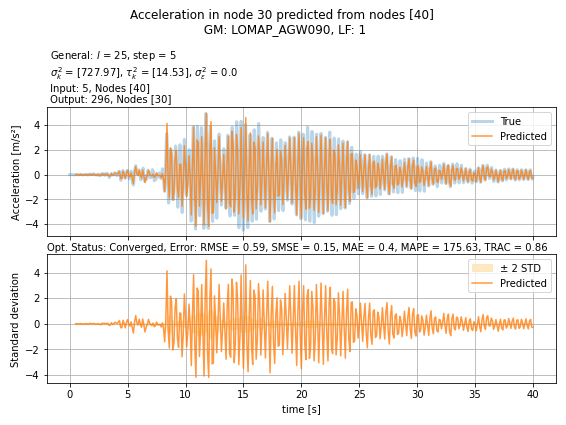 Acceleration in node 30 predicted from nodes [40]
GM: LOMAP_AGW090, LF: 1
General: l = 25, step = 5
σ²ₖ = [727.97], τ²ₖ = [14.53], σ²ε = 0.0
Input: 5, Nodes [40]
Output: 296, Nodes [30]
Acceleration [m/s²]
4
2
0
−2
−4
True
Predicted
Opt. Status: Converged, Error: RMSE = 0.59, SMSE = 0.15, MAE = 0.4, MAPE = 175.63, TRAC = 0.86
Standard deviation
4
2
0
−2
−4
± 2 STD
Predicted
0 5 10 15 20 25 30 35 40
time [s]